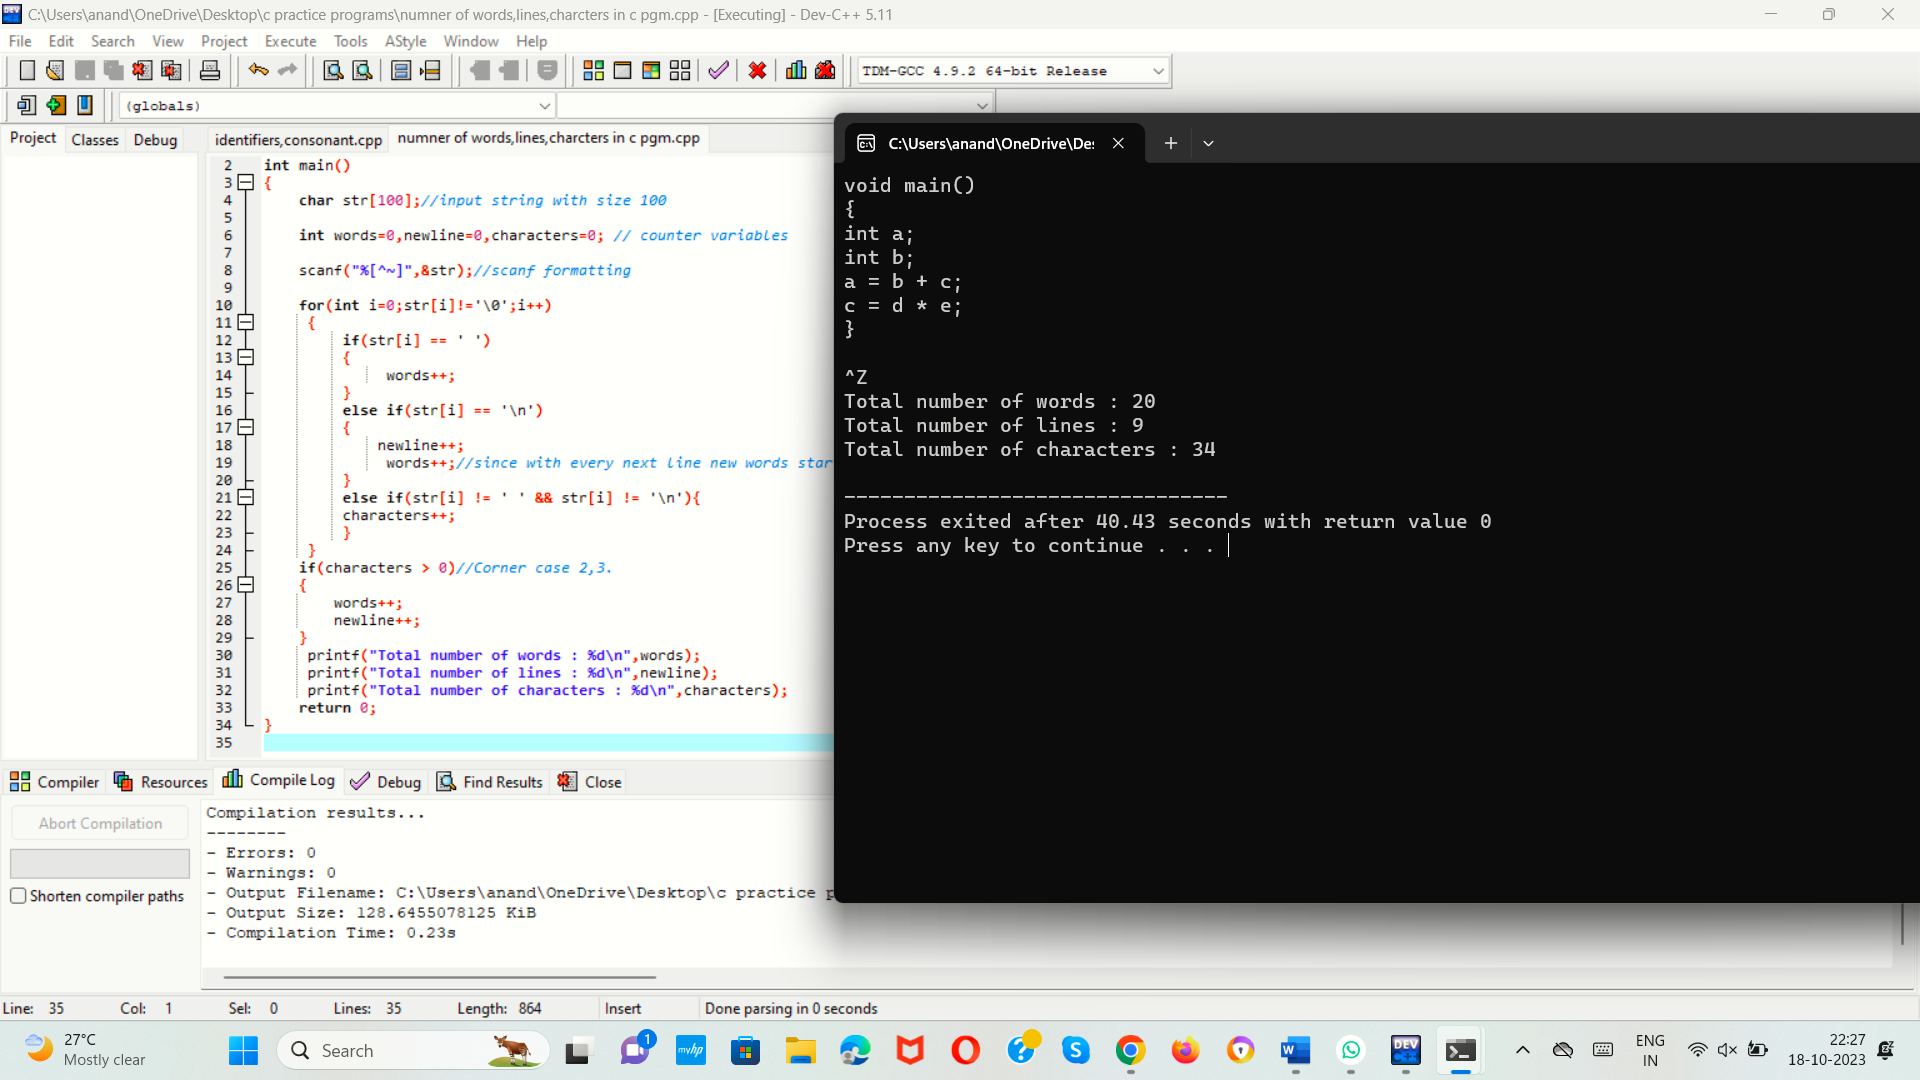 C:\Users\anand\OneDrive\Desktop\c practice programs\numner of words,lines,charcters in c pgm.cpp - [Executing] - Dev-C++ 5.11
File Edit Search View Project Execute Tools AStyle Window Help
TDM-GCC 4.9.2 64-bit Release
(globals)
Project Classes Debug
identifiers,consonant.cpp numner of words,lines,charcters in c pgm.cpp
2 int main()
3 {
4 char str[100];//input string with size 100
5
6 int words=0,newline=0,characters=0; // counter variables
7
8 scanf("%[^~]",&str);//scanf formatting
9
10 for(int i=0;str[i]!='\0';i++)
11 {
12 if(str[i] == ' ')
13 {
14 words++;
15 }
16 else if(str[i] == '\n')
17 {
18 newline++;
19 words++;//since with every next line new words star
20 }
21 else if(str[i] != ' ' && str[i] != '\n'){
22 characters++;
23 }
24 }
25 if(characters > 0)//Corner case 2,3.
26 {
27 words++;
28 newline++;
29 }
30 printf("Total number of words : %d\n",words);
31 printf("Total number of lines : %d\n",newline);
32 printf("Total number of characters : %d\n",characters);
33 return 0;
34 }
35
C:\Users\anand\OneDrive\De:
void main()
{
int a;
int b;
a = b + c;
c = d * e;
}
^Z
Total number of words : 20
Total number of lines : 9
Total number of characters : 34
--------------------------------
Process exited after 40.43 seconds with return value 0
Press any key to continue . . .
Compiler Resources Compile Log Debug Find Results Close
Abort Compilation
Shorten compiler paths
Compilation results...
--------
- Errors: 0
- Warnings: 0
- Output Filename: C:\Users\anand\OneDrive\Desktop\c practice p
- Output Size: 128.6455078125 KiB
- Compilation Time: 0.23s
Line: 35 Col: 1 Sel: 0 Lines: 35 Length: 864 Insert Done parsing in 0 seconds
27°C
Mostly clear
Search
1
myhp
DEV
C++
ENG
IN
22:27
18-10-2023